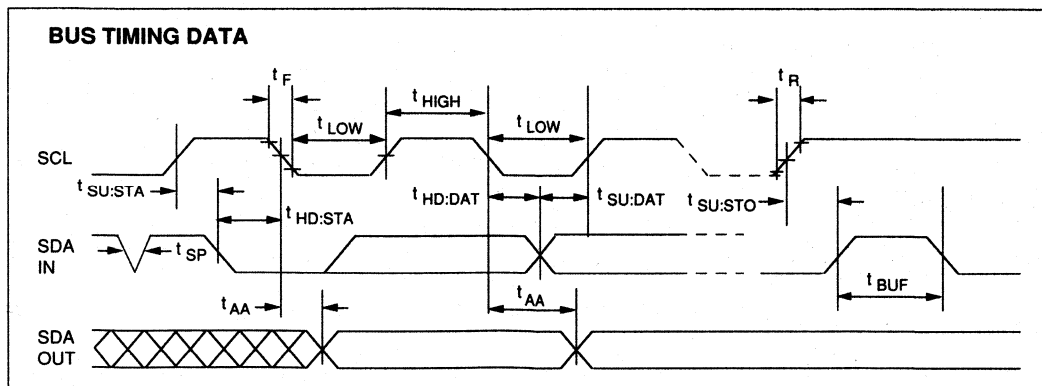 BUS TIMING DATA
t F
t HIGH
t R
t LOW
t LOW
SCL
t SU:STA
t HD:STA
t HD:DAT
t SU:DAT
t SU:STO
SDA
IN
t SP
t BUF
t AA
t AA
SDA
OUT